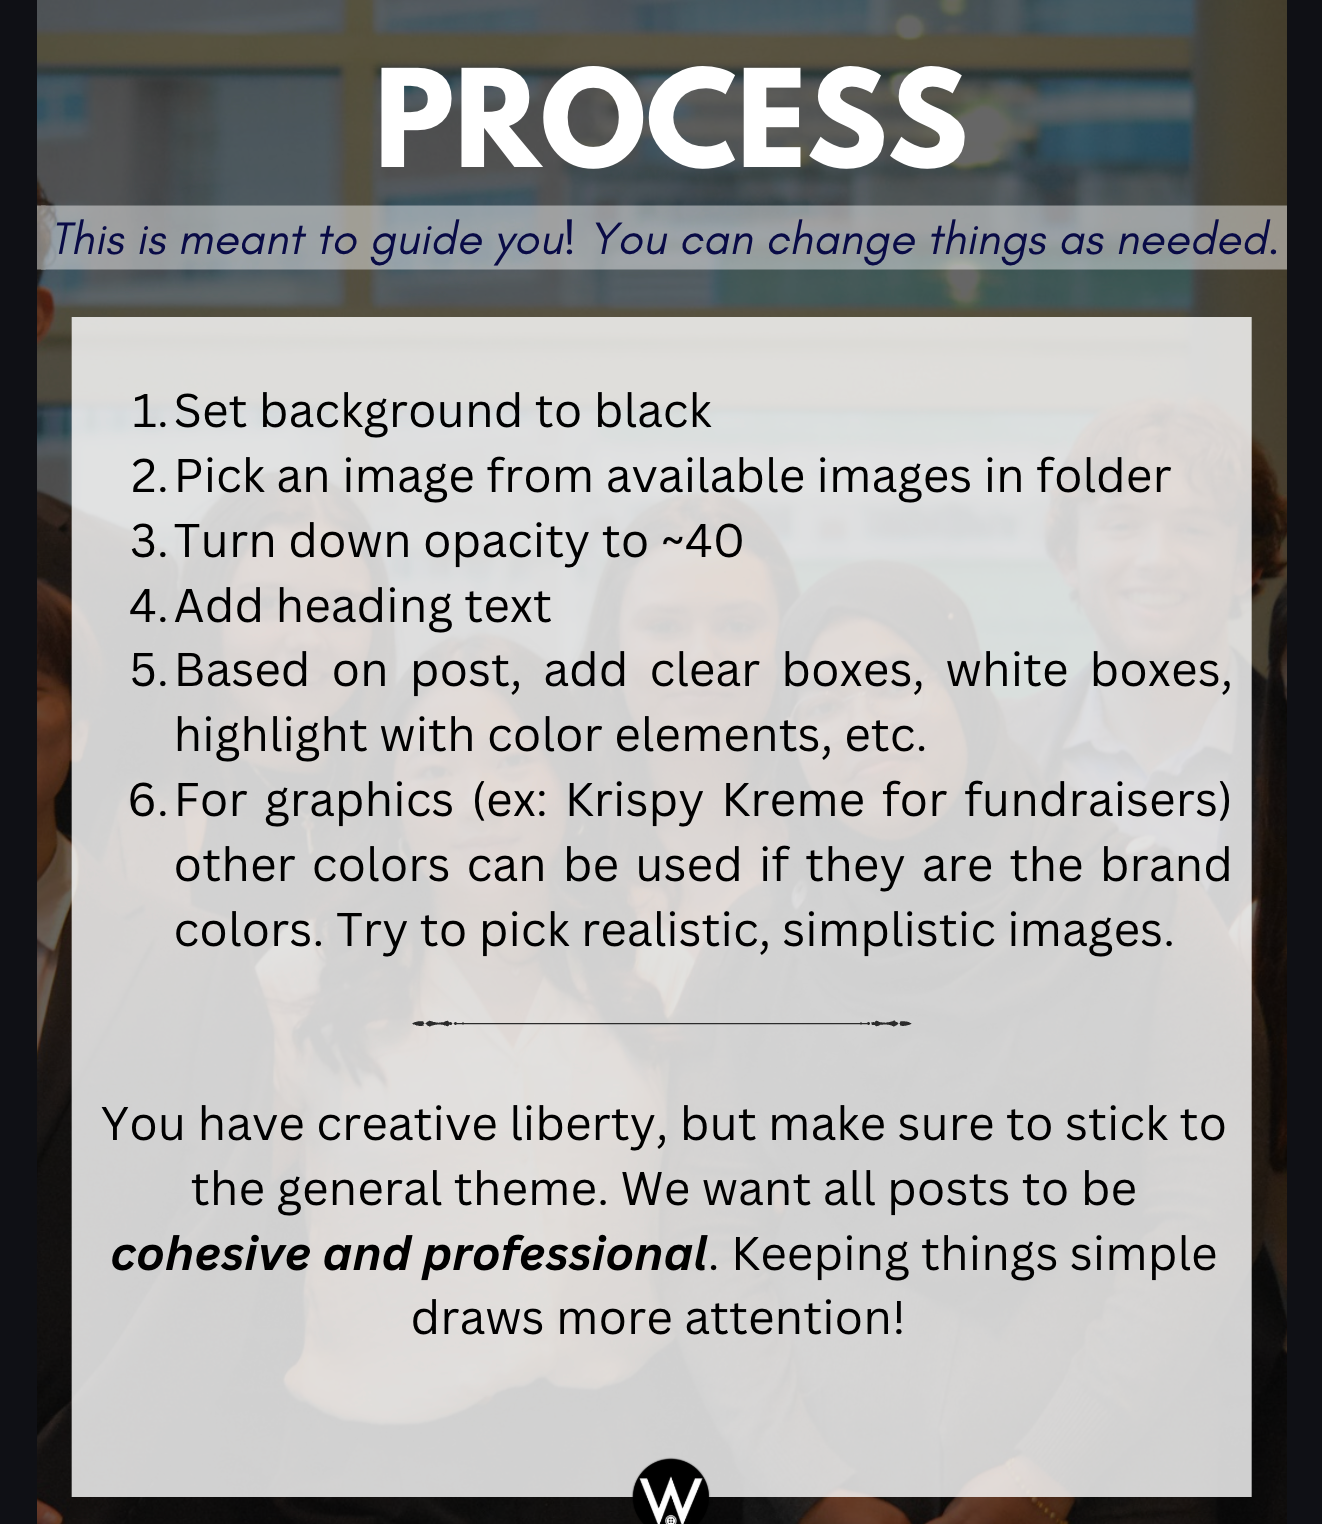 PROCESS
This is meant to guide you! You can change things as needed.
1. Set background to black
2. Pick an image from available images in folder
3. Turn down opacity to ~40
4. Add heading text
5. Based on post, add clear boxes, white boxes,
highlight with color elements, etc.
6. For graphics (ex: Krispy Kreme for fundraisers)
other colors can be used if they are the brand
colors. Try to pick realistic, simplistic images.
You have creative liberty, but make sure to stick to
the general theme. We want all posts to be
cohesive and professional. Keeping things simple
draws more attention!
W